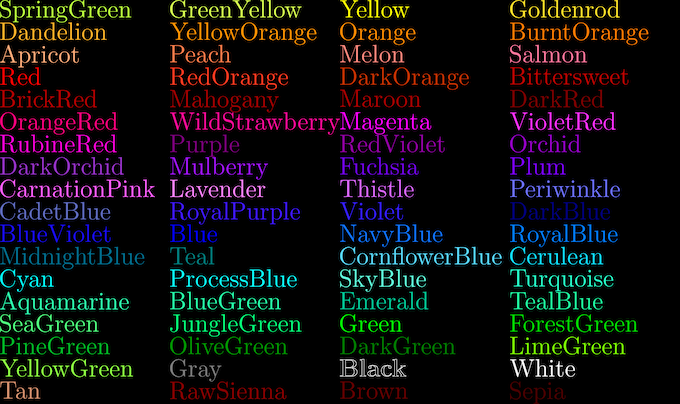 SpringGreen GreenYellow Yellow Goldenrod
Dandelion YellowOrange Orange BurntOrange
Apricot Peach Melon Salmon
Red RedOrange DarkOrange Bittersweet
BrickRed Mahogany Maroon DarkRed
OrangeRed WildStrawberry Magenta VioletRed
RubineRed Purple RedViolet Orchid
DarkOrchid Mulberry Fuchsia Plum
CarnationPink Lavender Thistle Periwinkle
CadetBlue RoyalPurple Violet DarkBlue
BlueViolet Blue NavyBlue RoyalBlue
MidnightBlue Teal CornflowerBlue Cerulean
Cyan ProcessBlue SkyBlue Turquoise
Aquamarine BlueGreen Emerald TealBlue
SeaGreen JungleGreen Green ForestGreen
PineGreen OliveGreen DarkGreen LimeGreen
YellowGreen Gray Black White
Tan RawSienna Brown Sepia